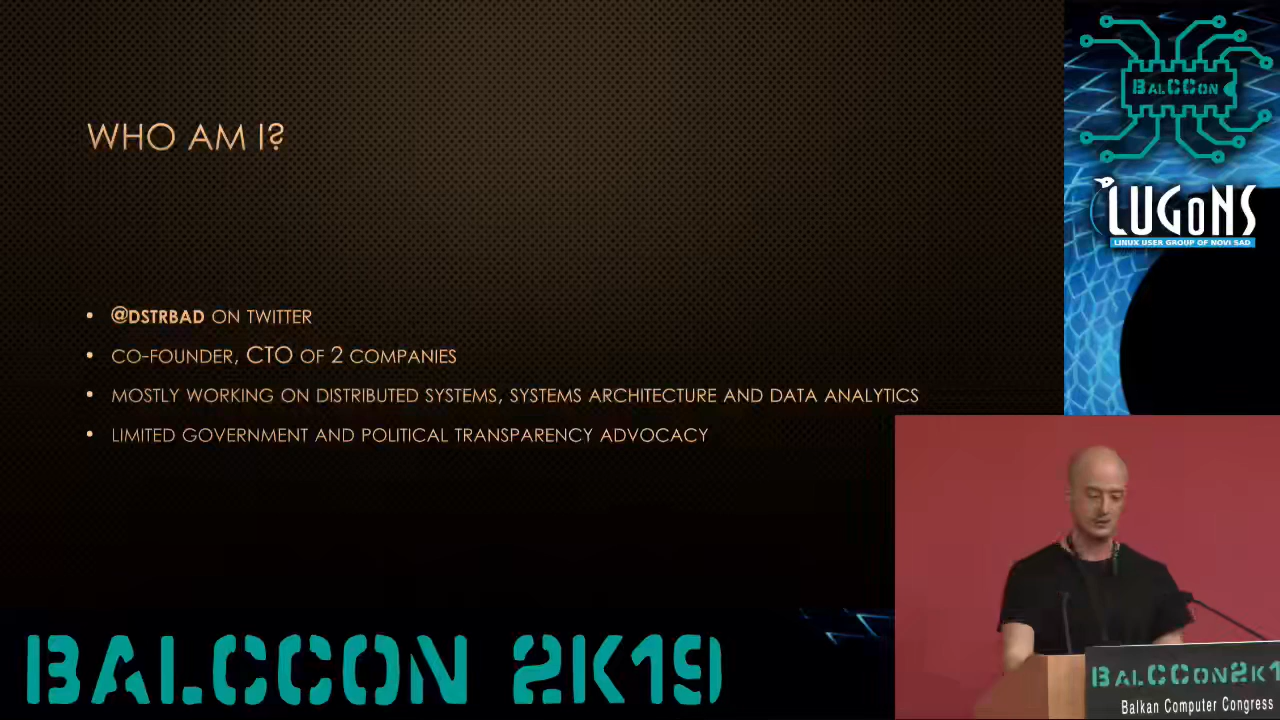 WHO AM I?
• @DSTRBAD ON TWITTER
• CO-FOUNDER, CTO OF 2 COMPANIES
• MOSTLY WORKING ON DISTRIBUTED SYSTEMS, SYSTEMS ARCHITECTURE AND DATA ANALYTICS
• LIMITED GOVERNMENT AND POLITICAL TRANSPARENCY ADVOCACY
BALCCON
LUGoNS
LINUX USER GROUP OF NOVI SAD
BALCCON 2K19
BALCCON2K1
Balkan Computer Congress